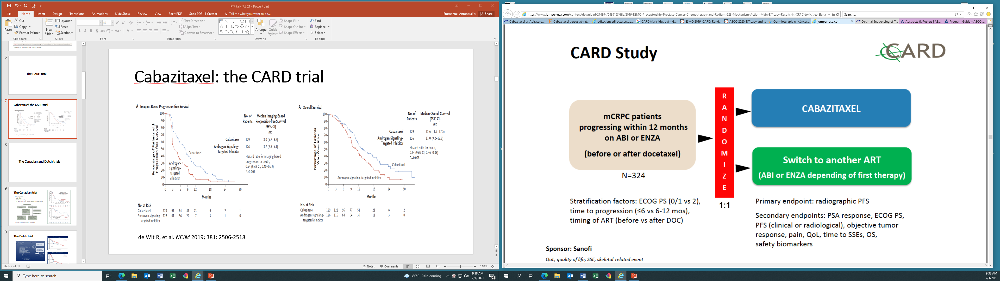 RTP talk_7.7.21 - PowerPoint
File Home Insert Design Transitions Animations Slide Show Review View Foxit PDF Soda PDF 11 Creator Tell me what you want to do...
Emmanuel Antonarakis Share
Paste
Cut
Copy
Format Painter
Clipboard
New Slide
Layout
Reset
Section
Slides
47
Font
Text Direction
Align Text
Convert to SmartArt
Paragraph
Arrange
Quick Styles
Shape Fill
Shape Outline
Shape Effects
Drawing
Find
Replace
Select
Editing
6
The CARD trial
7
Cabazitaxel: the CARD trial
8
The Canadian and Dutch trials
9
The Canadian trial
10
The Dutch trial
Cabazitaxel: the CARD trial
A Imaging-Based Progression-free Survival
Percentage of Patients with Progression-free Survival
100
90
80
70
60
50
40
30
20
10
0
0 3 6 9 12 18 24 30
Months
Cabazitaxel
Androgen-
signaling–
targeted
inhibitor
No. of Patients
Median Imaging-Based Progression-free Survival (95% CI)
mo
Cabazitaxel 129 8.0 (5.7–9.2)
Androgen-Signaling–Targeted Inhibitor 126 3.7 (2.8–5.1)
Hazard ratio for imaging-based
progression or death,
0.54 (95% CI, 0.40–0.73)
P<0.001
No. at Risk
Cabazitaxel 129 91 64 41 23 9 2 1
Androgen-signaling–targeted inhibitor 126 61 36 22 7 3 1 0
A Overall Survival
Percentage of Patients Who Were Alive
100
90
80
70
60
50
40
30
20
10
0
0 3 6 9 12 18 24 30
Months
Cabazitaxel
Androgen-signaling–targeted inhibitor
No. of Patients
Median Overall Survival (95% CI)
mo
Cabazitaxel 129 13.6 (11.5–17.5)
Androgen-Signaling–Targeted Inhibitor 126 11.0 (9.2–12.9)
Hazard ratio for death,
0.64 (95% CI, 0.46–0.89)
P=0.008
No. at Risk
Cabazitaxel 129 122 96 77 51 21 8 2
Androgen-signaling–targeted inhibitor 126 116 88 64 39 11 3 0
de Wit R, et al. NEJM 2019; 381: 2506-2518.
Slide 7 of 39
Notes Comments 110%
Type here to search
80°F Rain coming
9:38 AM
7/1/2021
21
https://www.jumper-usa.com/content/download/274894/5439193/file/2019-ESMO-Preceptorship-Prostate-Cancer-Chemotherapy-and-Radium-223-Mechanism-Action-Main-Efficacy-Results-in-CRPC-toxicities-Elena
Search...
CT Cabazitaxel vs Abiratero... Cabazitaxel versus abirat... pdf.sciencedirectassets.c... CARD trial slides pdf - G... ESMO 2019: CARD: Rand... ASCO 2020: Efficacy and ... Quimioterapia en cáncer... jumper-usa.com CT Optimal Sequencing of T... Abstracts & Posters | AS... Program Guide – ASCO ...
CARD Study
CARD
mCRPC patients
progressing within 12 months
on ABI or ENZA
(before or after docetaxel)
N=324
RANDOMIZE
1:1
CABAZITAXEL
Switch to another ART
(ABI or ENZA depending of first therapy)
Stratification factors: ECOG PS (0/1 vs 2),
time to progression (≤6 vs 6-12 mos),
timing of ART (before vs after DOC)
Primary endpoint: radiographic PFS
Secondary endpoints: PSA response, ECOG PS,
PFS (clinical or radiological), objective tumor
response, pain, QoL, time to SSEs, OS,
safety biomarkers
Sponsor: Sanofi
QoL, quality of life; SSE, skeletal-related event
9:38 AM
7/1/2021